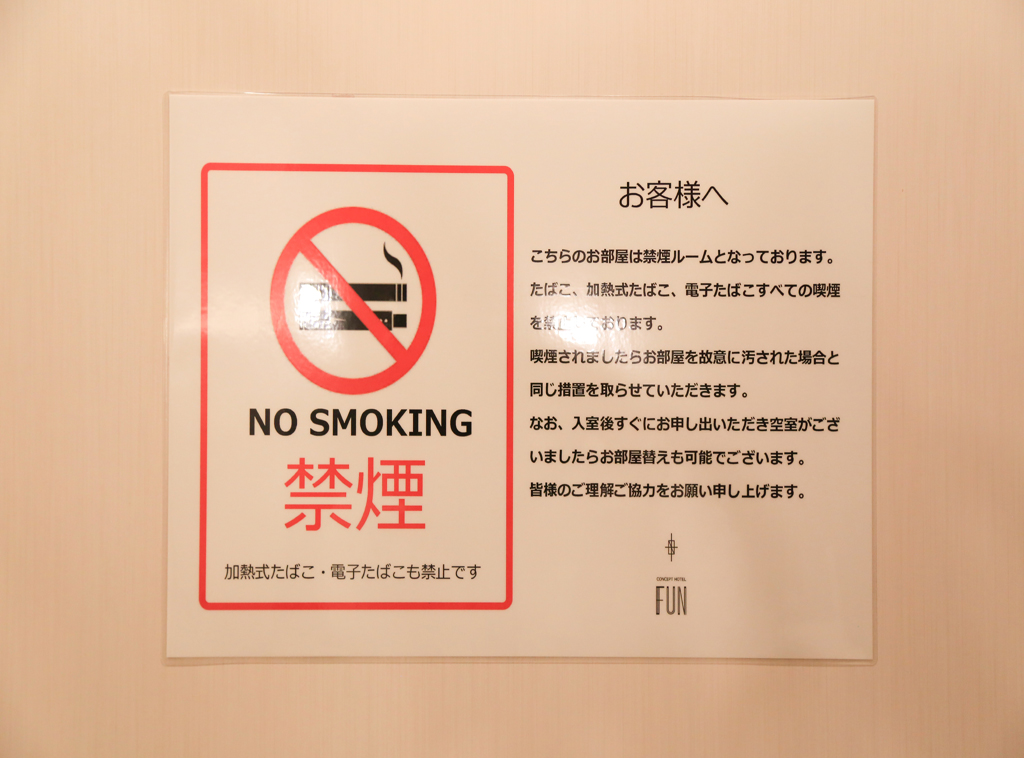 NO SMOKING
禁煙
加熱式たばこ・電子たばこも禁止です
お客様へ
こちらのお部屋は禁煙ルームとなっております。
たばこ、加熱式たばこ、電子たばこすべての喫煙
を禁止しております。
喫煙されましたらお部屋を故意に汚された場合と
同じ措置を取らせていただきます。
なお、入室後すぐにお申し出いただき空室がござ
いましたらお部屋替えも可能でございます。
皆様のご理解ご協力をお願い申し上げます。
CONCEPT HOTEL
FUN